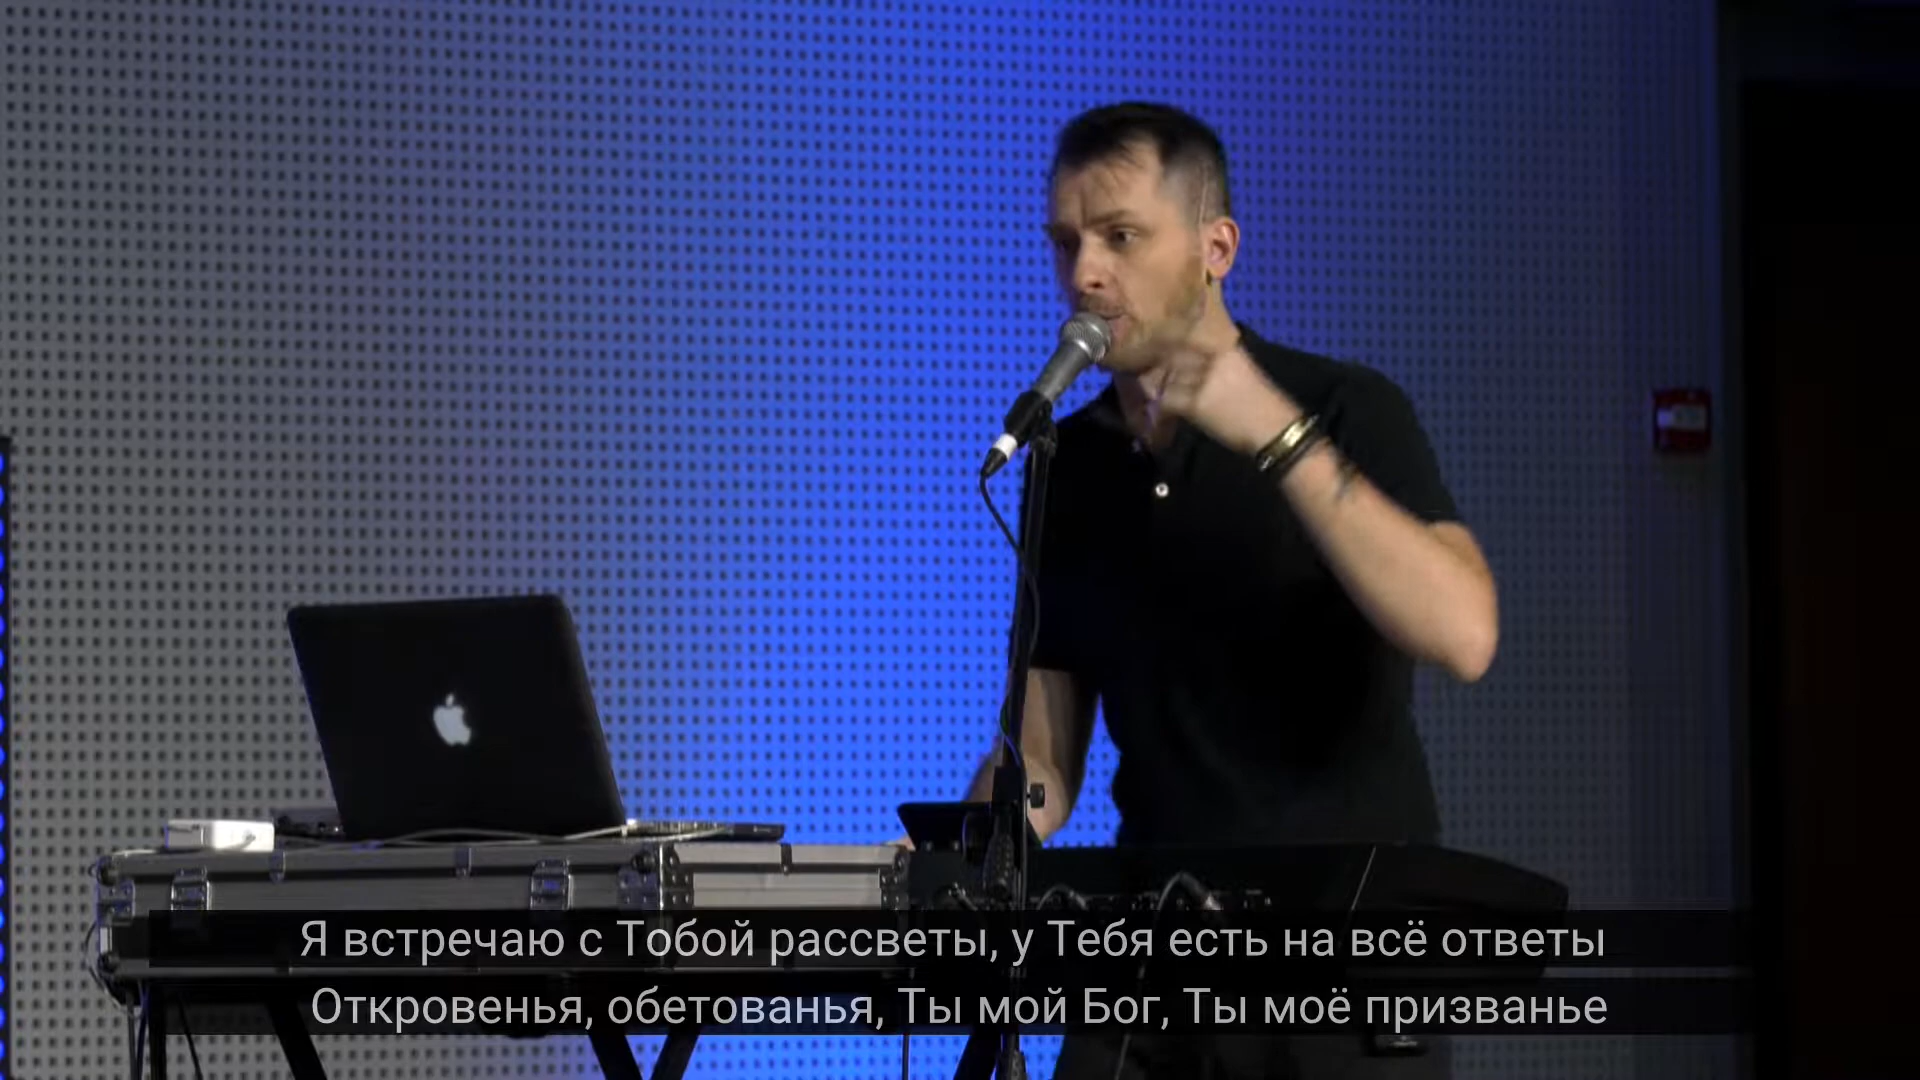 Я встречаю с Тобой рассветы, у Тебя есть на всё ответы
Откровенья, обетованья, Ты мой Бог, Ты моё призванье